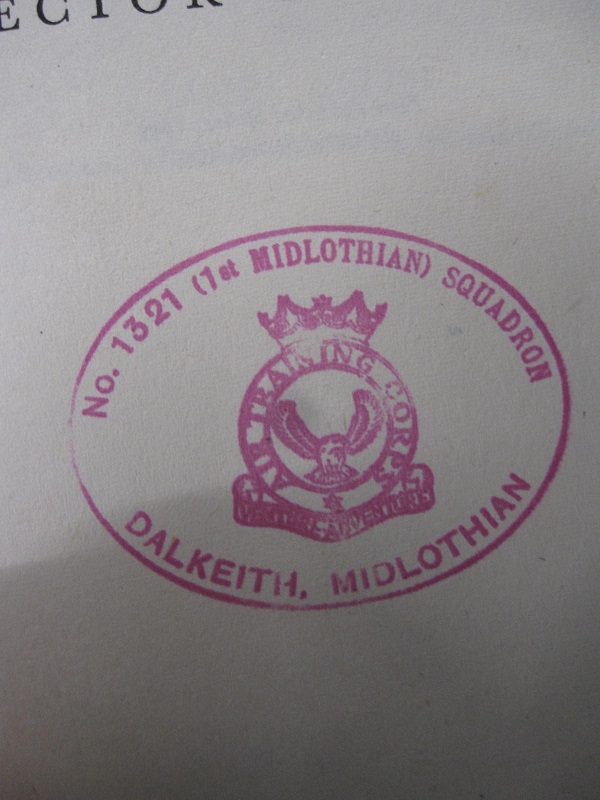 ECTOR
No. 1321 (1st MIDLOTHIAN) SQUADRON
AIR TRAINING CORPS
VENTURE ADVENTURE
DALKEITH, MIDLOTHIAN